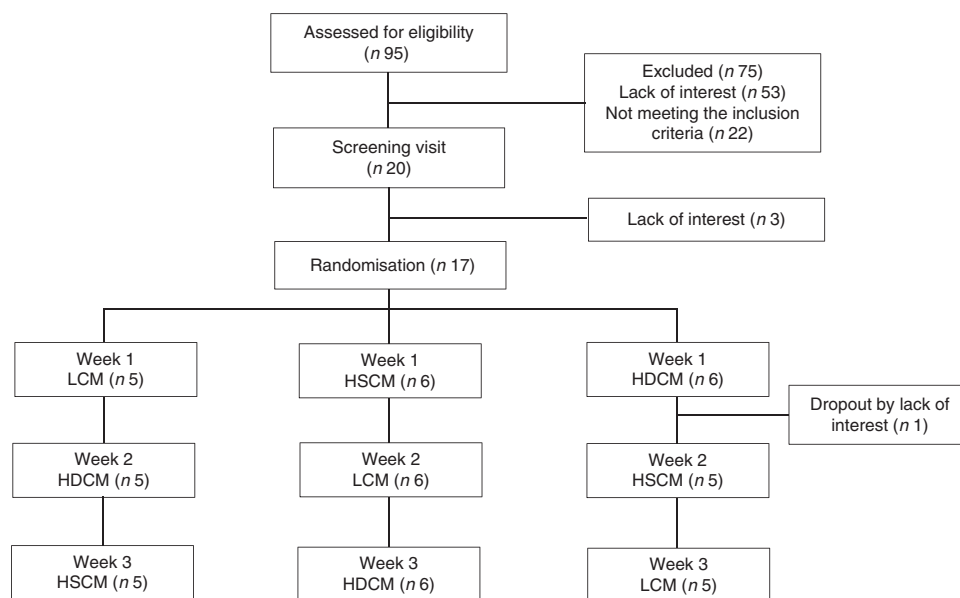 Assessed for eligibility
(n 95)
Excluded (n 75)
Lack of interest (n 53)
Not meeting the inclusion
criteria (n 22)
Screening visit
(n 20)
Lack of interest (n 3)
Randomisation (n 17)
Week 1
LCM (n 5)
Week 1
HSCM (n 6)
Week 1
HDCM (n 6)
Dropout by lack of
interest (n 1)
Week 2
HDCM (n 5)
Week 2
LCM (n 6)
Week 2
HSCM (n 5)
Week 3
HSCM (n 5)
Week 3
HDCM (n 6)
Week 3
LCM (n 5)